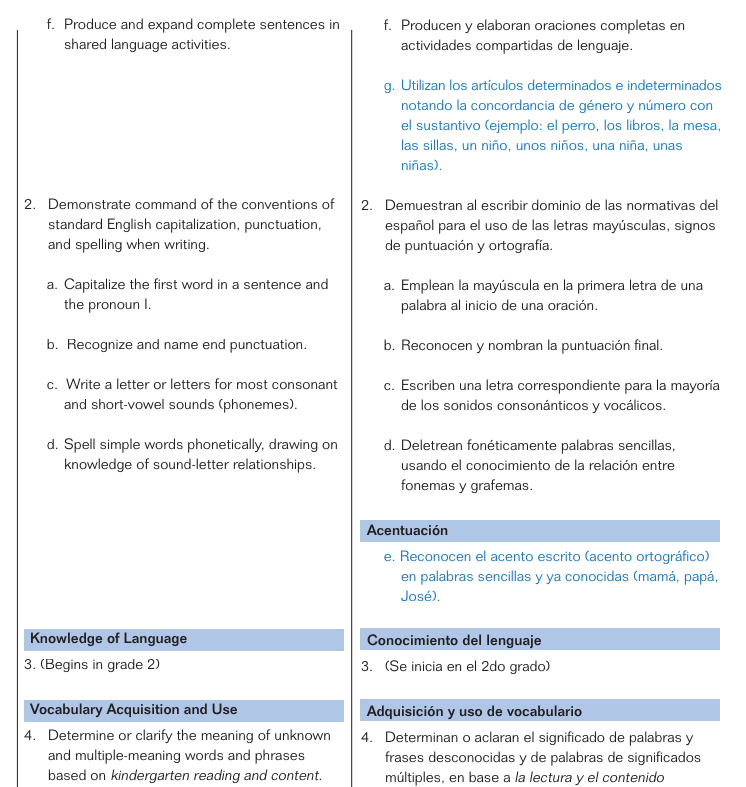 f. Produce and expand complete sentences in
shared language activities.
2. Demonstrate command of the conventions of
standard English capitalization, punctuation,
and spelling when writing.
a. Capitalize the first word in a sentence and
the pronoun I.
b. Recognize and name end punctuation.
c. Write a letter or letters for most consonant
and short-vowel sounds (phonemes).
d. Spell simple words phonetically, drawing on
knowledge of sound-letter relationships.
Knowledge of Language
3. (Begins in grade 2)
Vocabulary Acquisition and Use
4. Determine or clarify the meaning of unknown
and multiple-meaning words and phrases
based on kindergarten reading and content.
f. Producen y elaboran oraciones completas en
actividades compartidas de lenguaje.
g. Utilizan los artículos determinados e indeterminados
notando la concordancia de género y número con
el sustantivo (ejemplo: el perro, los libros, la mesa,
las sillas, un niño, unos niños, una niña, unas
niñas).
2. Demuestran al escribir dominio de las normativas del
español para el uso de las letras mayúsculas, signos
de puntuación y ortografía.
a. Emplean la mayúscula en la primera letra de una
palabra al inicio de una oración.
b. Reconocen y nombran la puntuación final.
c. Escriben una letra correspondiente para la mayoría
de los sonidos consonánticos y vocálicos.
d. Deletrean fonéticamente palabras sencillas,
usando el conocimiento de la relación entre
fonemas y grafemas.
Acentuación
e. Reconocen el acento escrito (acento ortográfico)
en palabras sencillas y ya conocidas (mamá, papá,
José).
Conocimiento del lenguaje
3. (Se inicia en el 2do grado)
Adquisición y uso de vocabulario
4. Determinan o aclaran el significado de palabras y
frases desconocidas y de palabras de significados
múltiples, en base a la lectura y el contenido